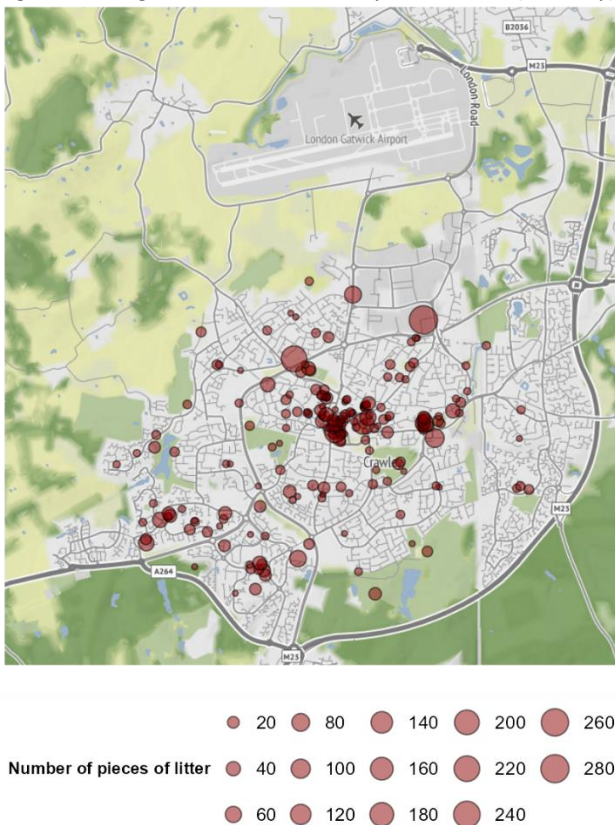 B2036
M23
London Road
London Gatwick Airport
Crawley
M23
A264
M23
20 80 140 200 260
Number of pieces of litter 40 100 160 220 280
60 120 180 240